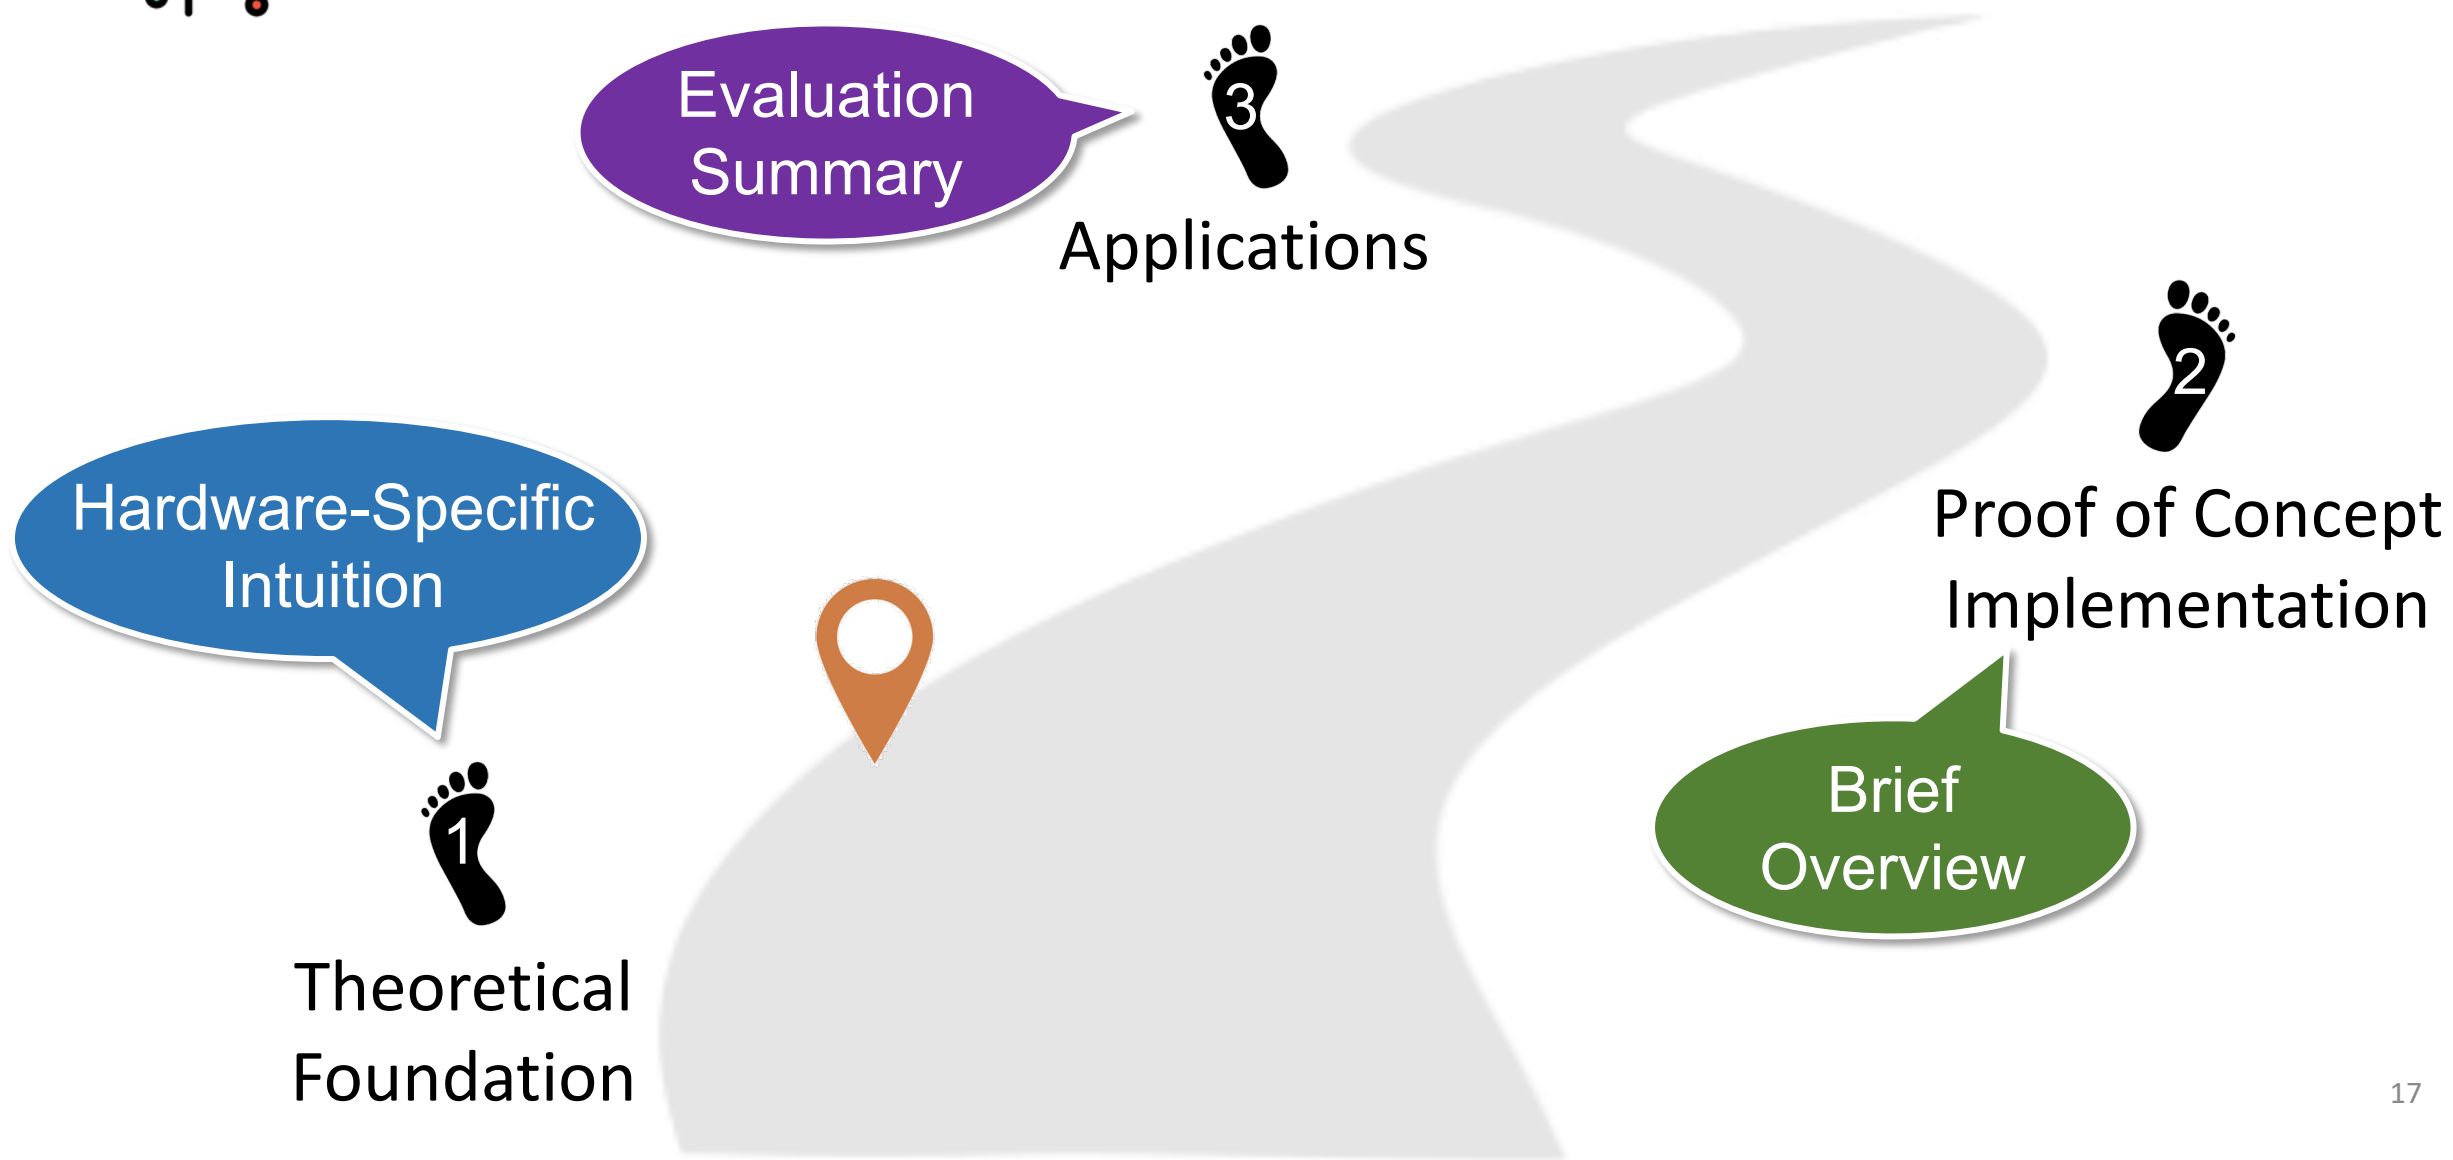 Evaluation
Summary
3
Applications
2
Proof of Concept
Implementation
Hardware-Specific
Intuition
1
Theoretical
Foundation
Brief
Overview
17